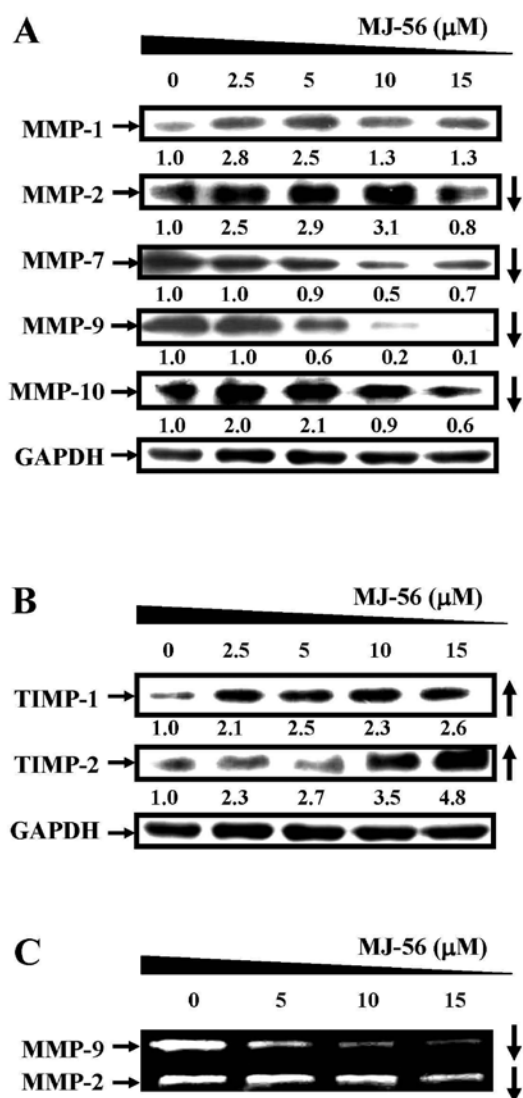 A
MJ-56 (μM)
0 2.5 5 10 15
MMP-1
1.0 2.8 2.5 1.3 1.3
MMP-2
1.0 2.5 2.9 3.1 0.8
MMP-7
1.0 1.0 0.9 0.5 0.7
MMP-9
1.0 1.0 0.6 0.2 0.1
MMP-10
1.0 2.0 2.1 0.9 0.6
GAPDH
B
MJ-56 (μM)
0 2.5 5 10 15
TIMP-1
1.0 2.1 2.5 2.3 2.6
TIMP-2
1.0 2.3 2.7 3.5 4.8
GAPDH
C
MJ-56 (μM)
0 5 10 15
MMP-9
MMP-2